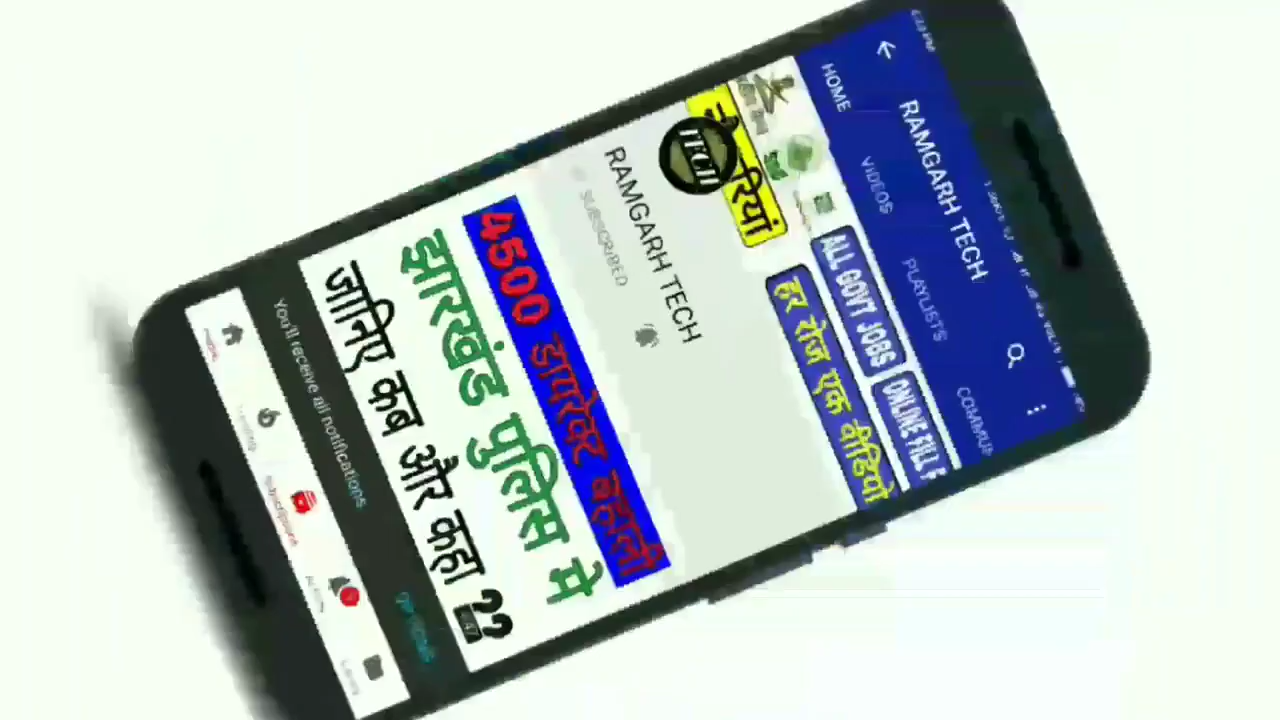 RAMGARH TECH
HOME
VIDEOS
PLAYLISTS
ALL GOVT JOBS
ONLINE FILL
हर रोज एक वीडियो
TECH
RAMGARH TECH
SUBSCRIBED
4500 डायरेक्ट बहाली
झारखंड पुलिस मे
जानिए कब और कहा ??
You'll receive all notifications